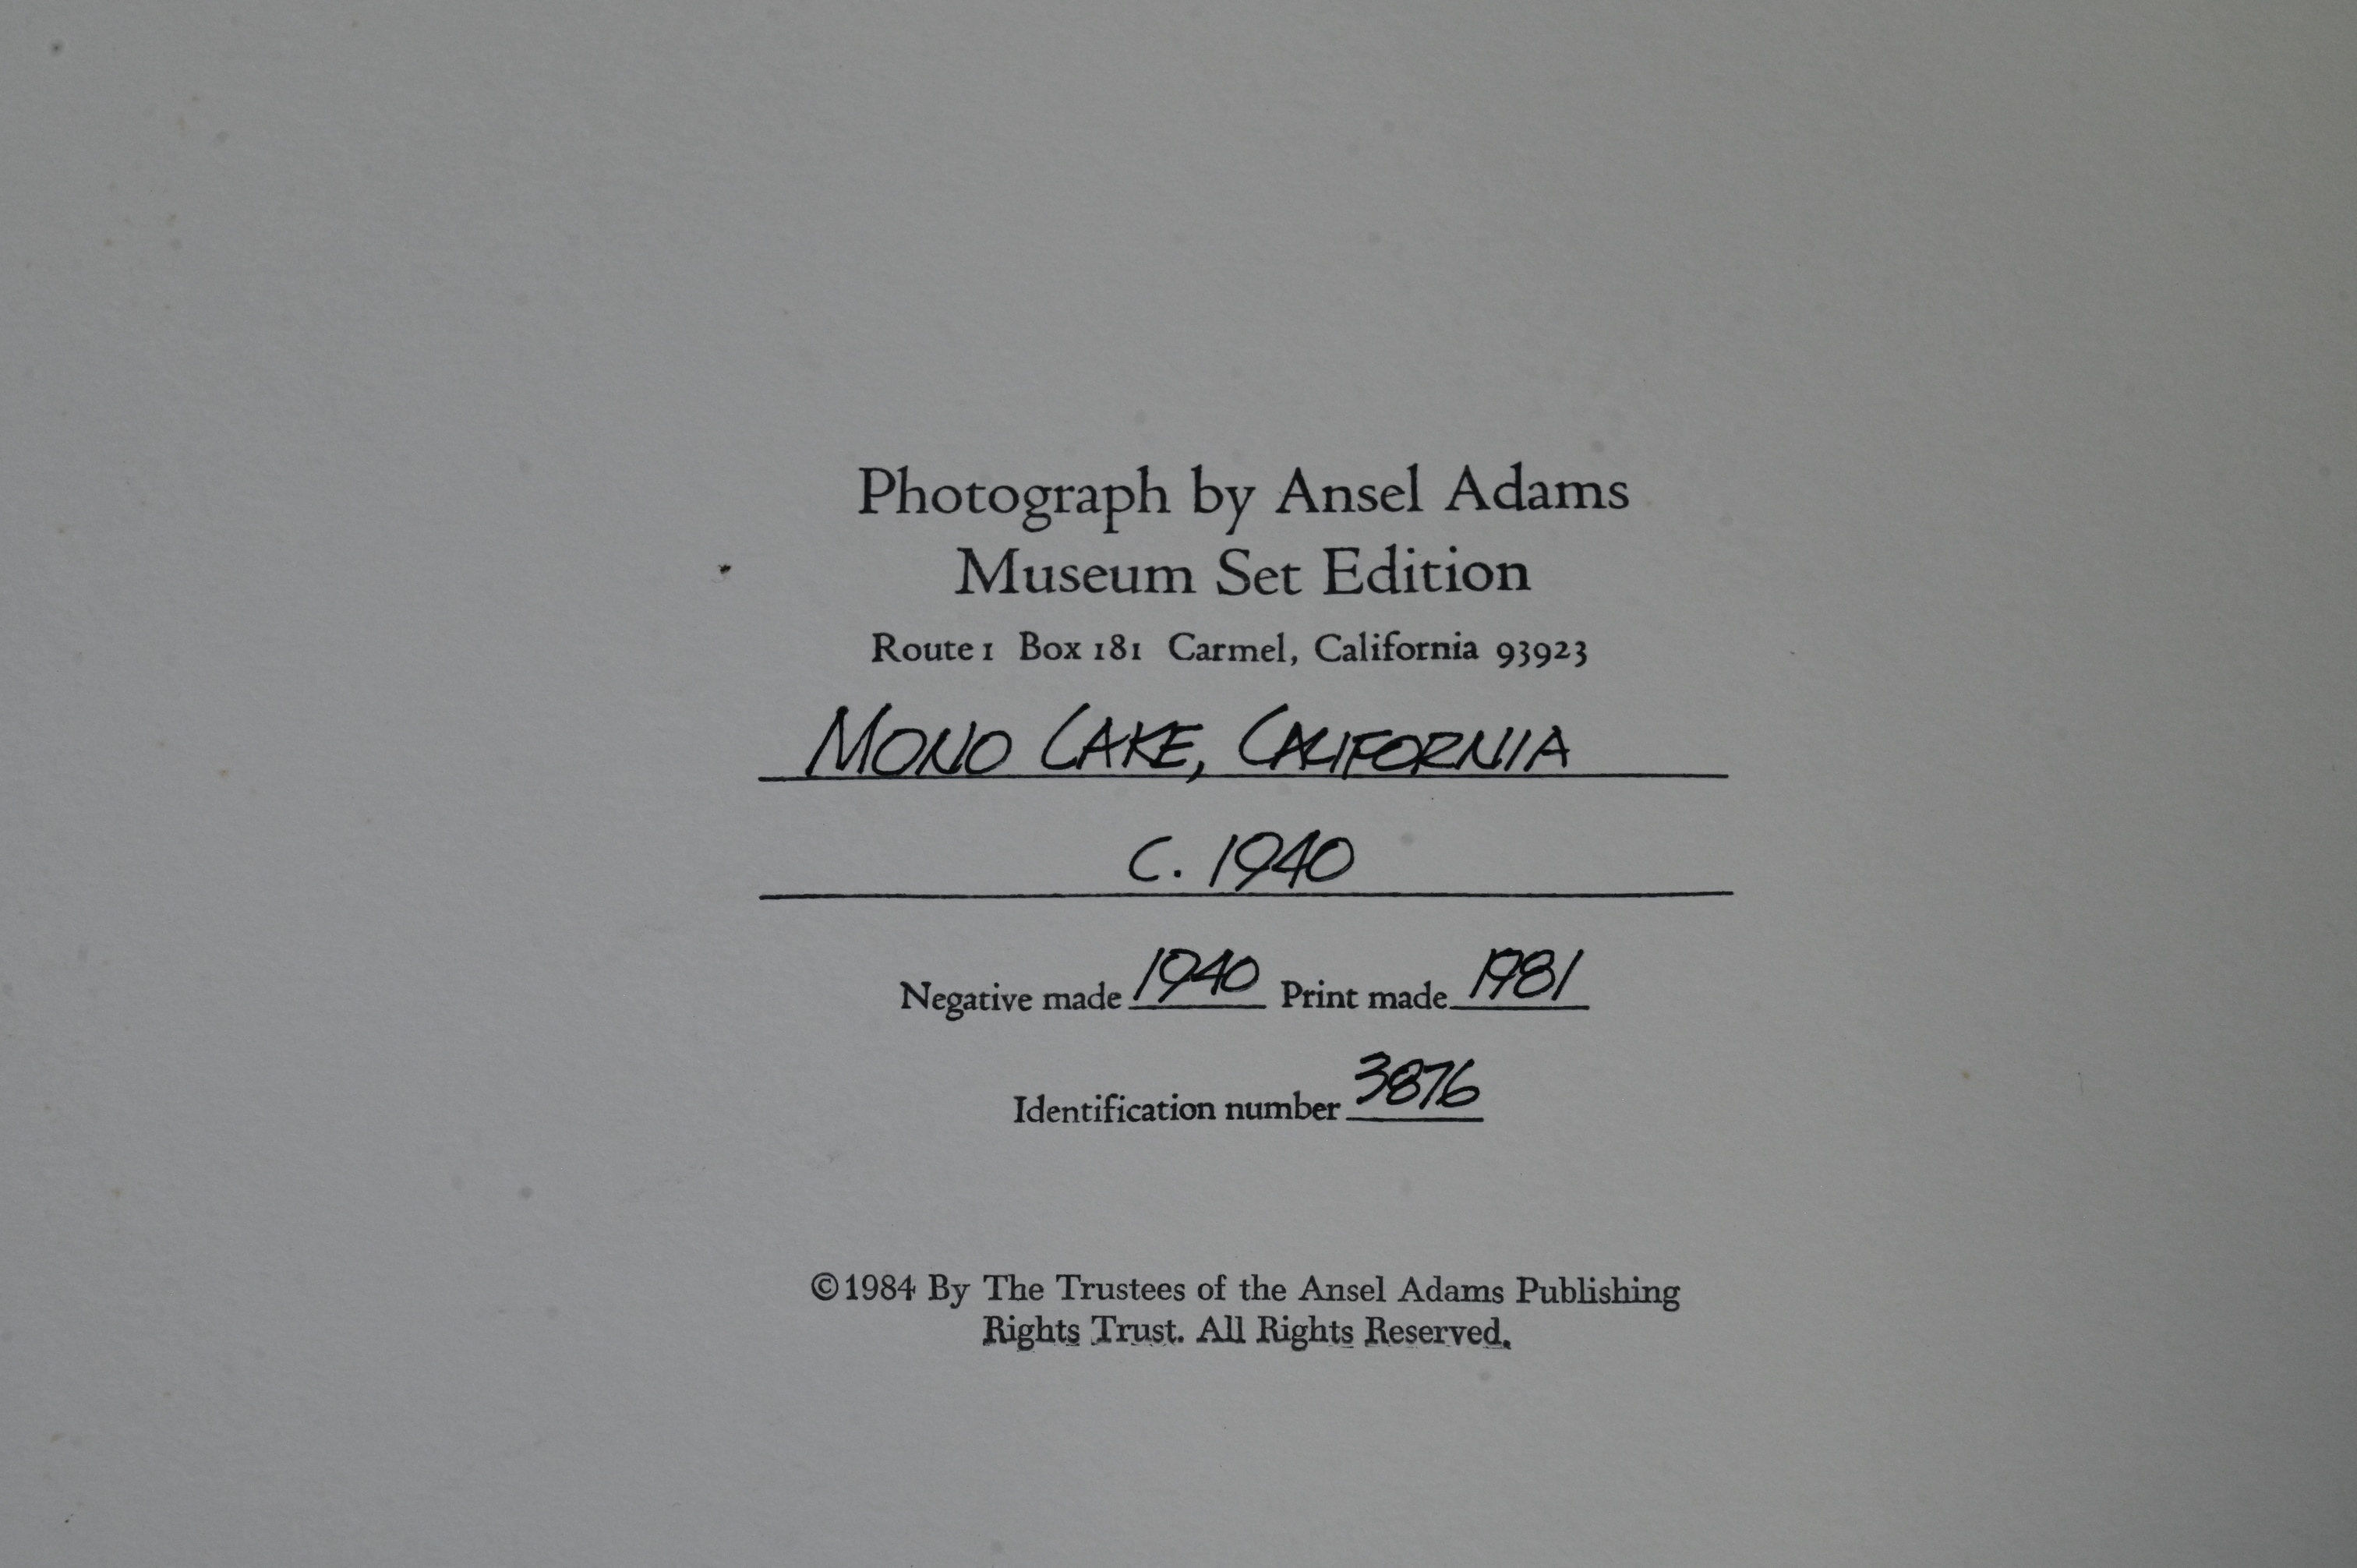 Photograph by Ansel Adams
Museum Set Edition
Route 1 Box 181 Carmel, California 93923
MONO LAKE, CALIFORNIA
C. 1940
Negative made 1940 Print made 1981
Identification number 3876
©1984 By The Trustees of the Ansel Adams Publishing
Rights Trust. All Rights Reserved.